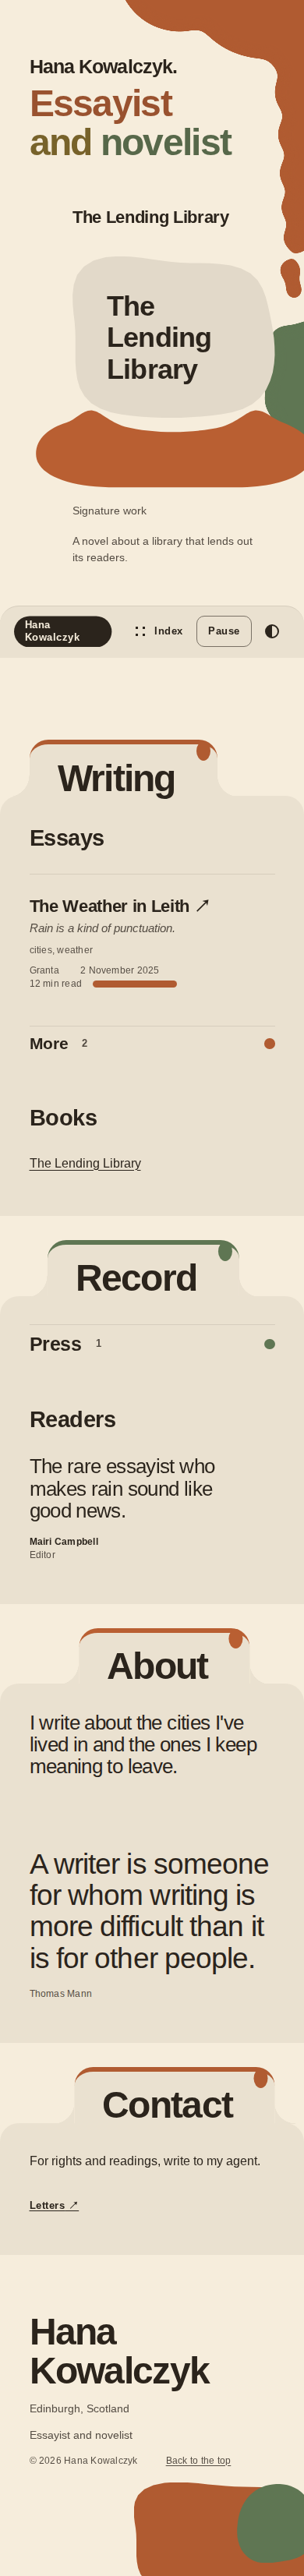 Hana Kowalczyk.
Essayist
and novelist
The Lending Library
The
Lending
Library
Signature work
A novel about a library that lends out
its readers.
Hana
Kowalczyk
Index
Pause
Writing
Essays
The Weather in Leith ↗
Rain is a kind of punctuation.
cities, weather
Granta 2 November 2025
12 min read
More 2
Books
The Lending Library
Record
Press 1
Readers
The rare essayist who
makes rain sound like
good news.
Mairi Campbell
Editor
About
I write about the cities I've
lived in and the ones I keep
meaning to leave.
A writer is someone
for whom writing is
more difficult than it
is for other people.
Thomas Mann
Contact
For rights and readings, write to my agent.
Letters ↗
Hana
Kowalczyk
Edinburgh, Scotland
Essayist and novelist
© 2026 Hana Kowalczyk Back to the top